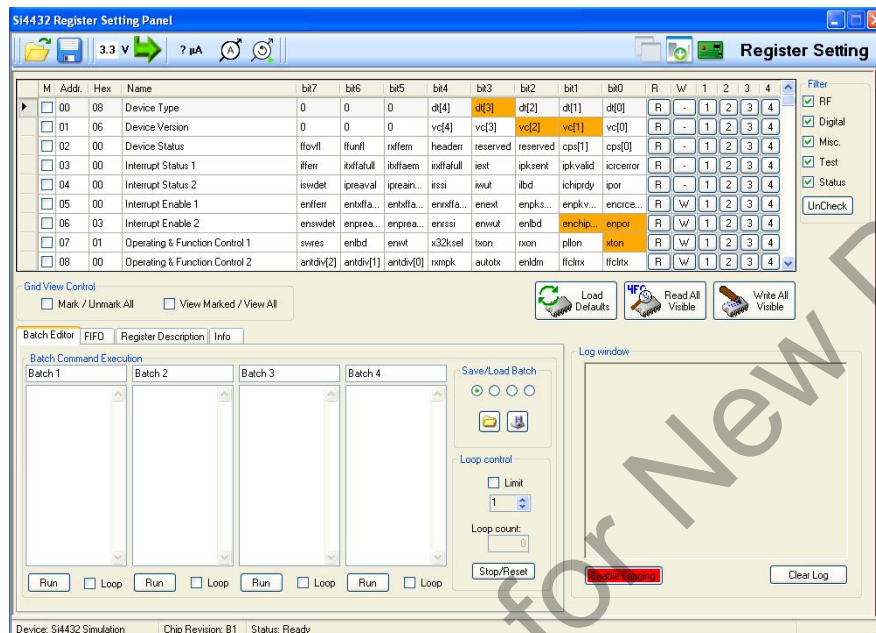 Si4432 Register Setting Panel
3.3 V ? µA A Register Setting
M Addr. Hex Name bit7 bit6 bit5 bit4 bit3 bit2 bit1 bit0 R W 1 2 3 4
00 08 Device Type 0 0 0 dt[4] dt[3] dt[2] dt[1] dt[0] R - 1 2 3 4
01 06 Device Version 0 0 0 vc[4] vc[3] vc[2] vc[1] vc[0] R - 1 2 3 4
02 00 Device Status ffovfl ffunfl rxffem headerr reserved reserved cps[1] cps[0] R - 1 2 3 4
03 00 Interrupt Status 1 ifferr itxffafull itxffaem irxffafull iext ipksent ipkvalid icrcerror R - 1 2 3 4
04 00 Interrupt Status 2 iswdet ipreaval ipreain... irssi iwut ilbd ichiprdy ipor R - 1 2 3 4
05 00 Interrupt Enable 1 enfferr entxffa... entxffa... enrxffa... enext enpks... enpkv... encrce... R W 1 2 3 4
06 03 Interrupt Enable 2 enswdet enprea... enprea... enrssi enwut enlbd enchip... enpor R W 1 2 3 4
07 01 Operating & Function Control 1 swres enlbd enwt x32ksel txon rxon pllon xton R W 1 2 3 4
08 00 Operating & Function Control 2 antdiv[2] antdiv[1] antdiv[0] rxmpk autotx enldm ffclrrx ffclrtx R W 1 2 3 4
Filter
RF
Digital
Misc.
Test
Status
UnCheck
Grid View Control
Mark / Unmark All View Marked / View All
Load Defaults
Read All Visible
Write All Visible
Batch Editor FIFO Register Description Info
Batch Command Execution
Batch 1 Batch 2 Batch 3 Batch 4
Run Loop Run Loop Run Loop Run Loop
Save/Load Batch
Loop control
Limit
1
Loop count:
0
Stop/Reset
Log window
Enable Logging Clear Log
Device: Si4432 Simulation Chip Revision: B1 Status: Ready
for New D